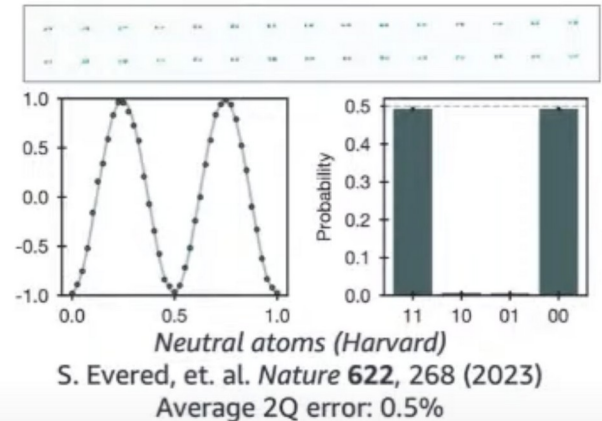 1.0
0.5
0.0
-0.5
-1.0
0.0 0.5 1.0
Probability
0.5
0.4
0.3
0.2
0.1
0.0
11 10 01 00
Neutral atoms (Harvard)
S. Evered, et. al. Nature 622, 268 (2023)
Average 2Q error: 0.5%